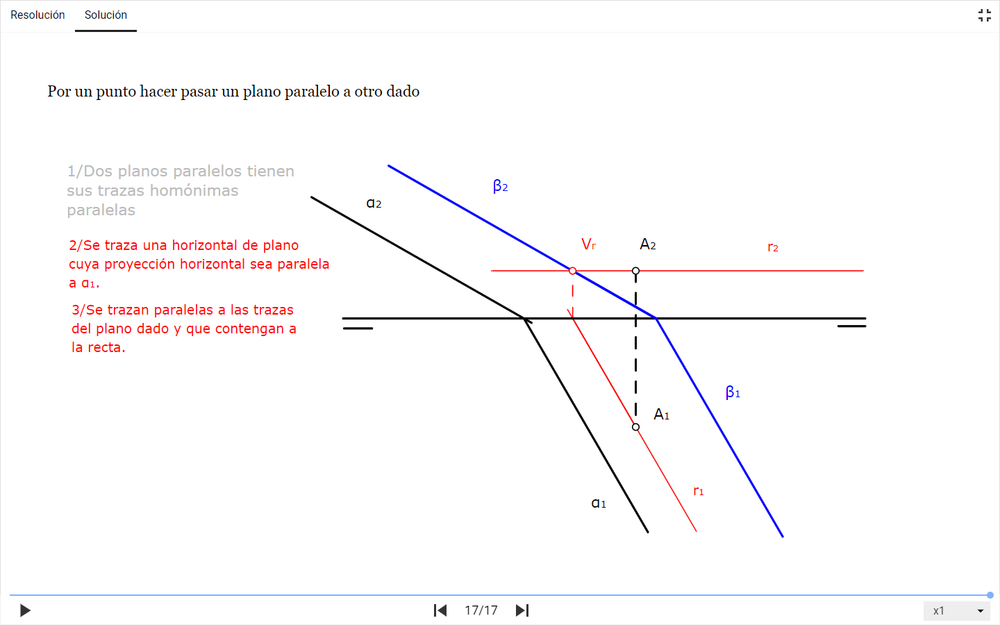 Resolución
Solución
Por un punto hacer pasar un plano paralelo a otro dado
1/Dos planos paralelos tienen
sus trazas homónimas
paralelas
2/Se traza una horizontal de plano
cuya proyección horizontal sea paralela
a α1.
3/Se trazan paralelas a las trazas
del plano dado y que contengan a
la recta.
β2
α2
Vr
A2
r2
β1
A1
r1
α1
17/17
x1